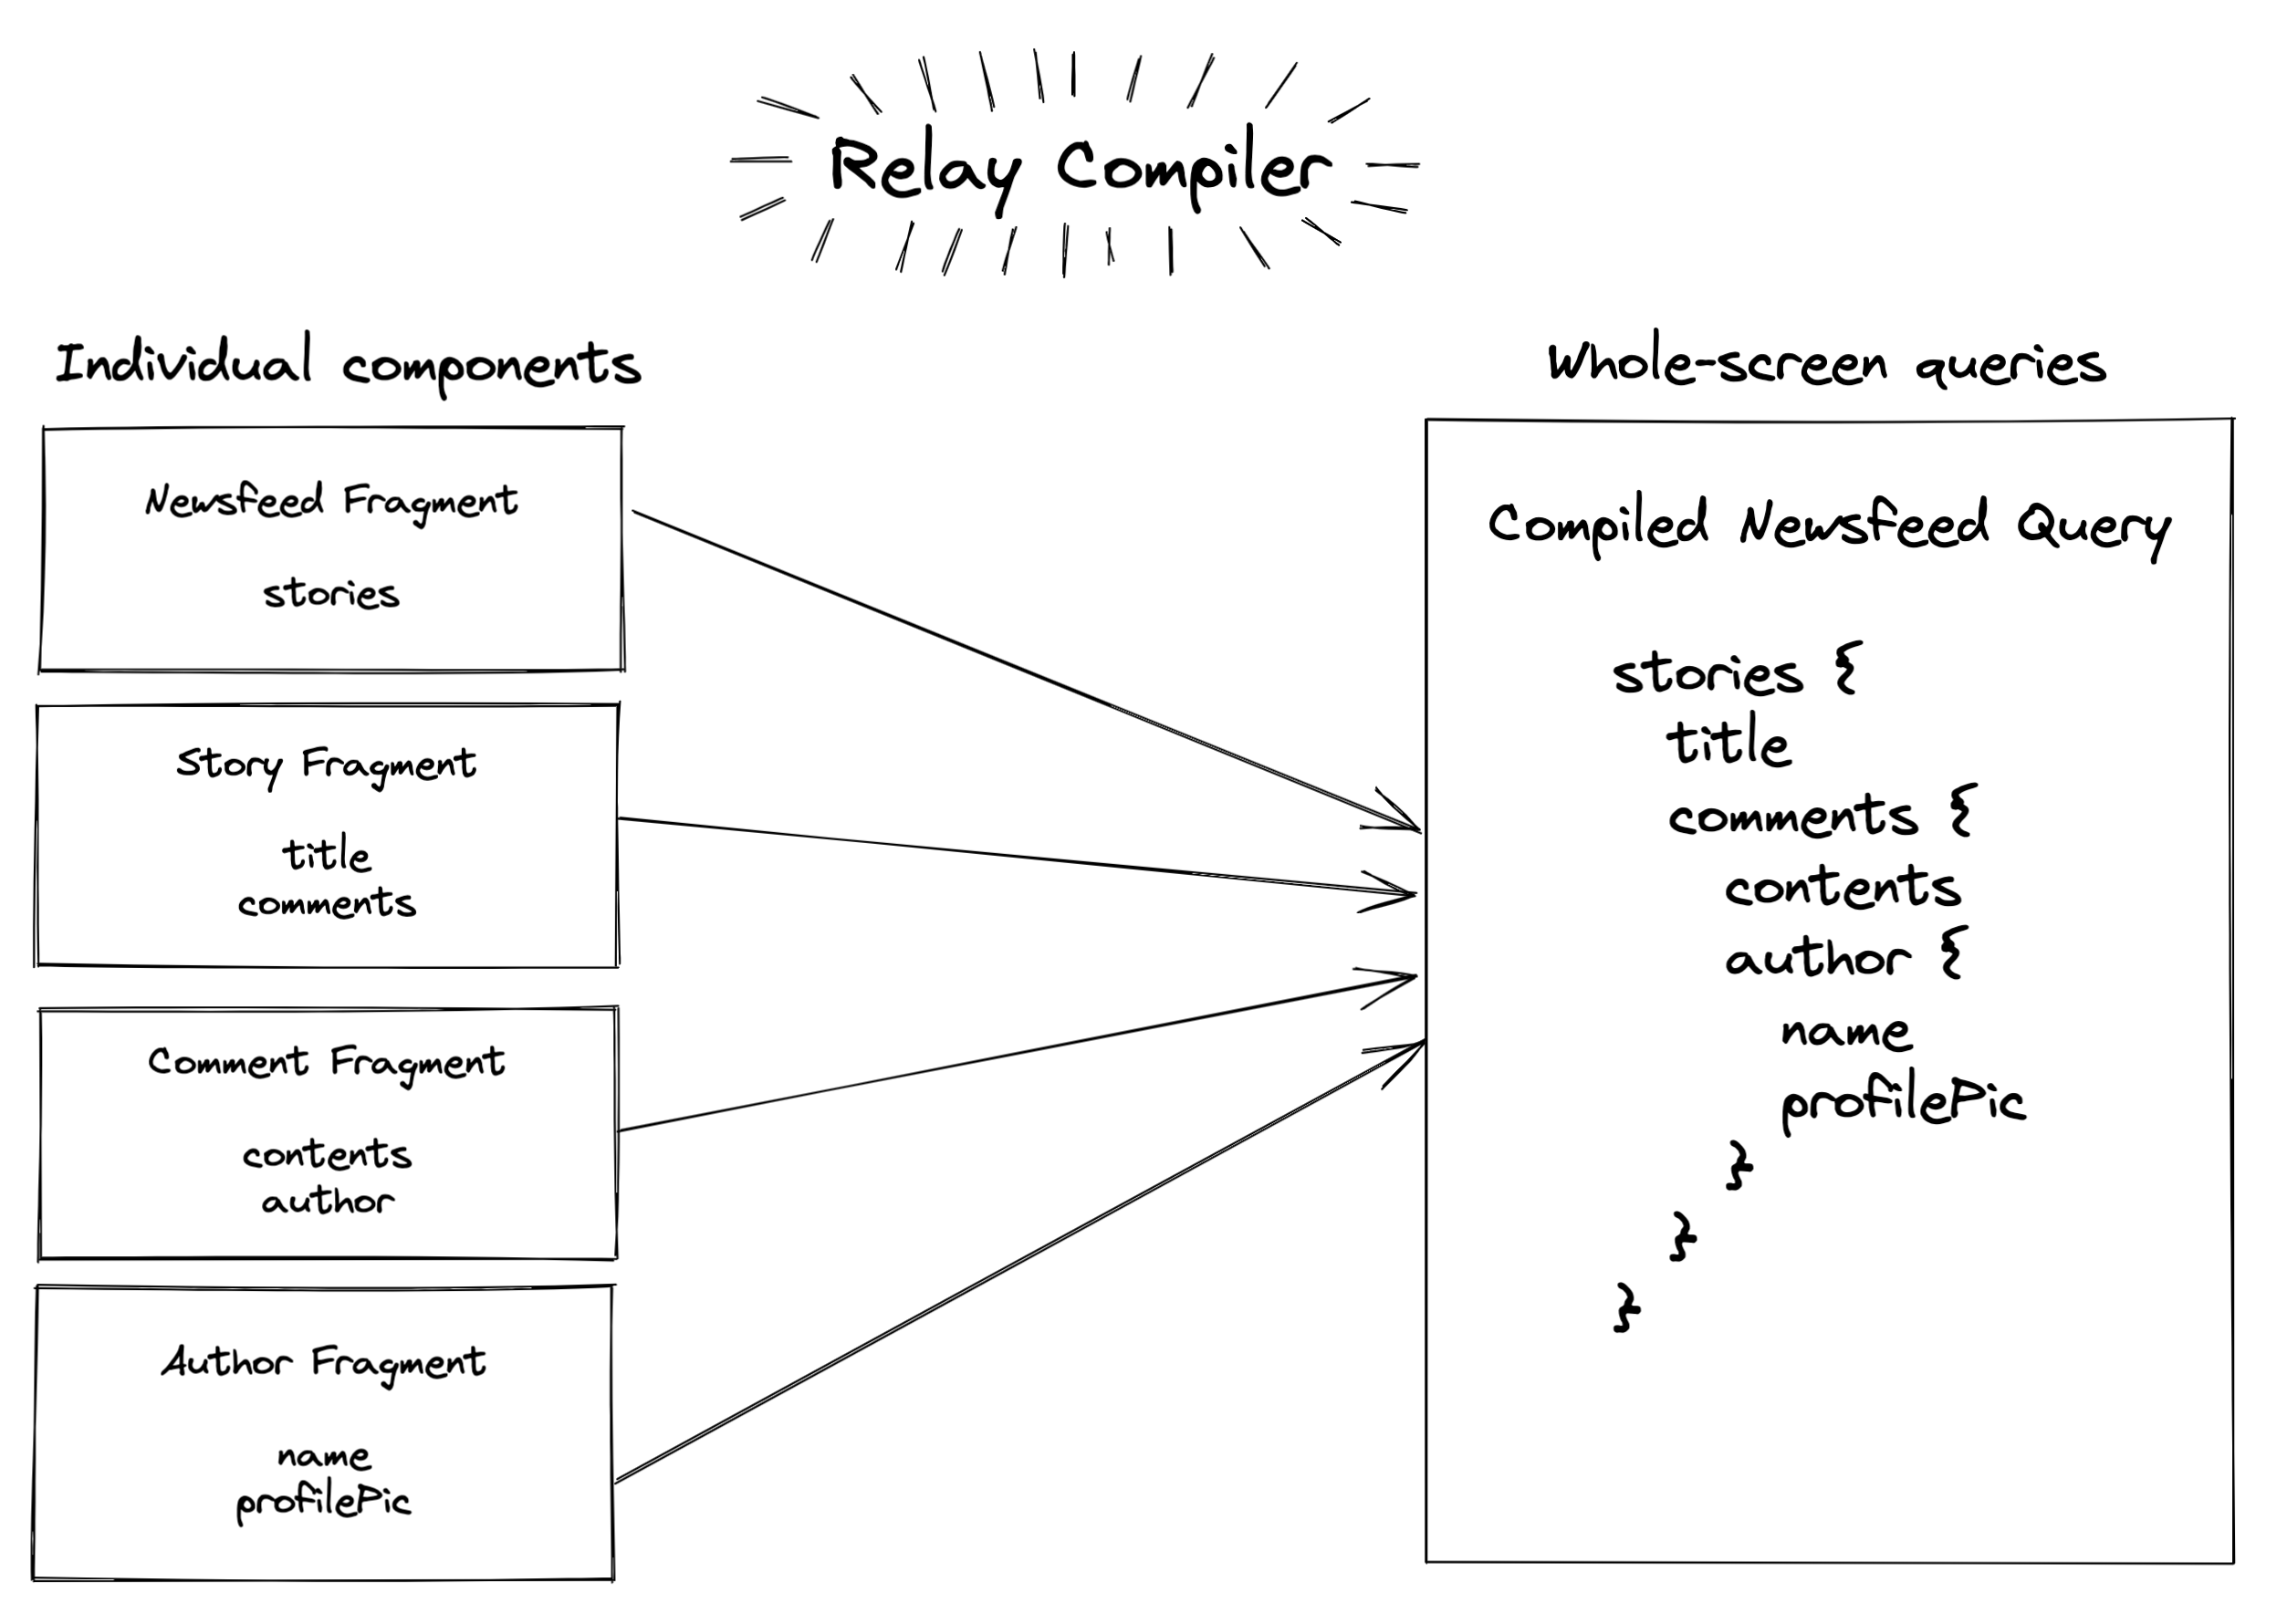 Relay Compiler
Individual components
Newsfeed Fragment
stories
Story Fragment
title
comments
Comment Fragment
contents
author
Author Fragment
name
profilePic
Whole-screen queries
Compiled Newsfeed Query
stories {
title
comments {
contents
author {
name
profilePic
}
}
}